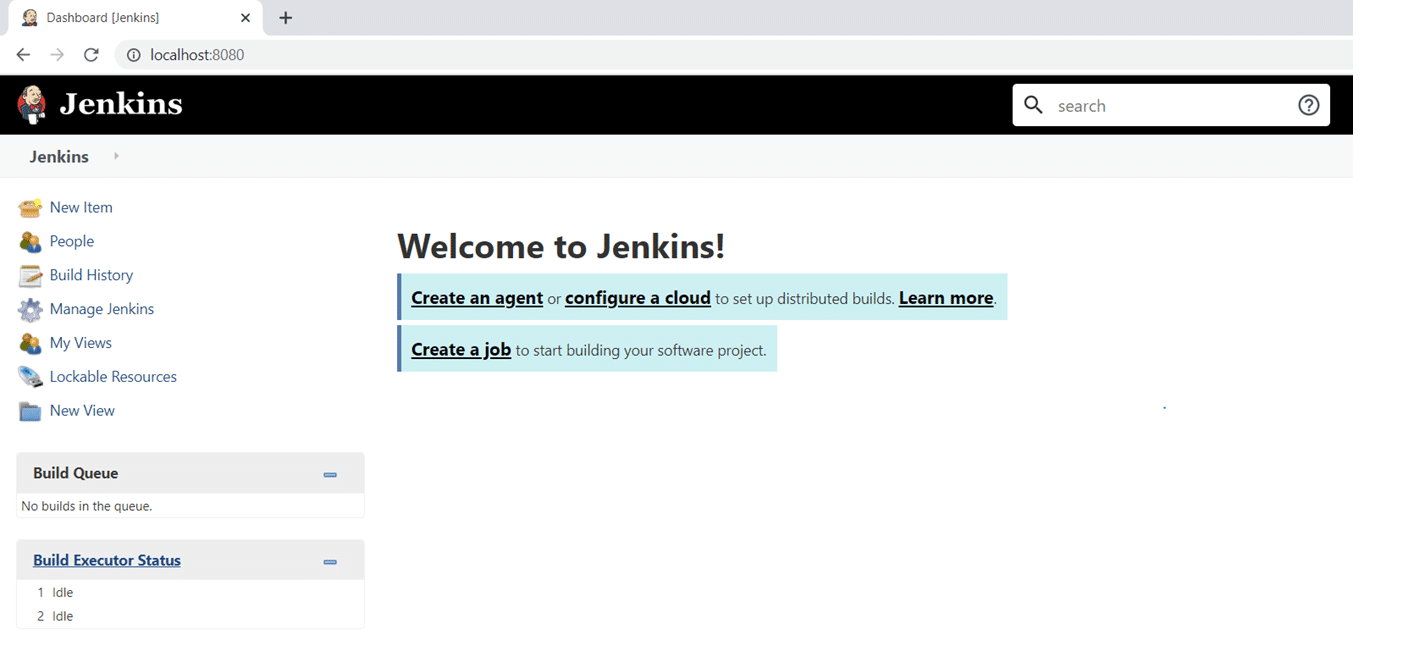 Dashboard [Jenkins]
localhost:8080
Jenkins
search
Jenkins
New Item
People
Build History
Manage Jenkins
My Views
Lockable Resources
New View
Build Queue
No builds in the queue.
Build Executor Status
1 Idle
2 Idle
Welcome to Jenkins!
Create an agent or configure a cloud to set up distributed builds. Learn more.
Create a job to start building your software project.